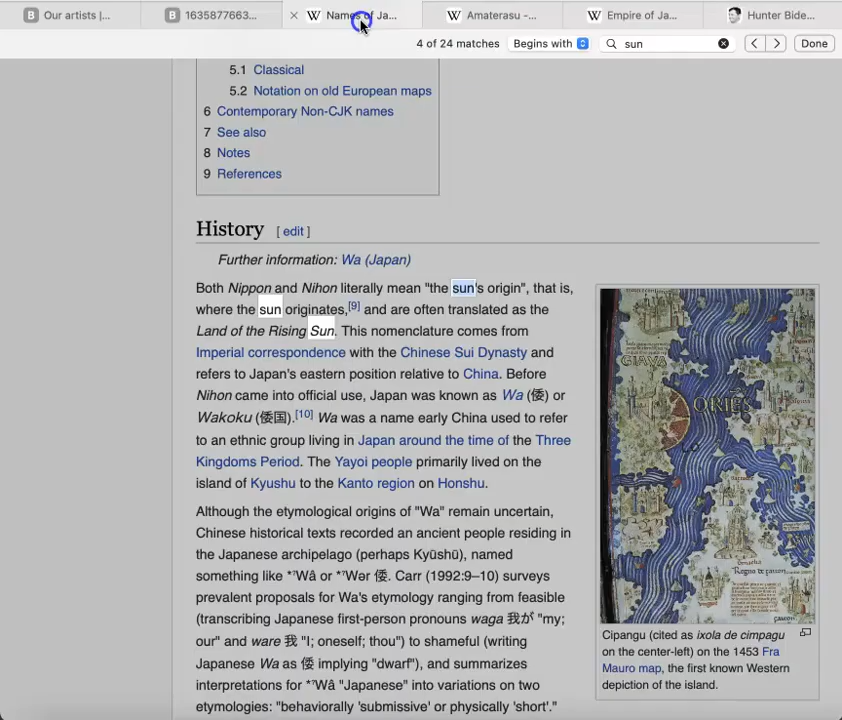 Our artists |...
1635877663...
Names of Ja...
Amaterasu -...
Empire of Ja...
Hunter Bide...
4 of 24 matches
Begins with
sun
Done
5.1 Classical
5.2 Notation on old European maps
6 Contemporary Non-CJK names
7 See also
8 Notes
9 References
History [ edit ]
Further information: Wa (Japan)
Both Nippon and Nihon literally mean "the sun's origin", that is,
where the sun originates,[9] and are often translated as the
Land of the Rising Sun. This nomenclature comes from
Imperial correspondence with the Chinese Sui Dynasty and
refers to Japan's eastern position relative to China. Before
Nihon came into official use, Japan was known as Wa (倭) or
Wakoku (倭国).[10] Wa was a name early China used to refer
to an ethnic group living in Japan around the time of the Three
Kingdoms Period. The Yayoi people primarily lived on the
island of Kyushu to the Kanto region on Honshu.
Although the etymological origins of "Wa" remain uncertain,
Chinese historical texts recorded an ancient people residing in
the Japanese archipelago (perhaps Kyūshū), named
something like *ˀWâ or *ˀWər 倭. Carr (1992:9–10) surveys
prevalent proposals for Wa's etymology ranging from feasible
(transcribing Japanese first-person pronouns waga 我が "my;
our" and ware 我 "I; oneself; thou") to shameful (writing
Japanese Wa as 倭 implying "dwarf"), and summarizes
interpretations for *ˀWâ "Japanese" into variations on two
etymologies: "behaviorally 'submissive' or physically 'short'."
GIAVA
ORIES
Cipangu (cited as ixola de cimpagu
on the center-left) on the 1453 Fra
Mauro map, the first known Western
depiction of the island.